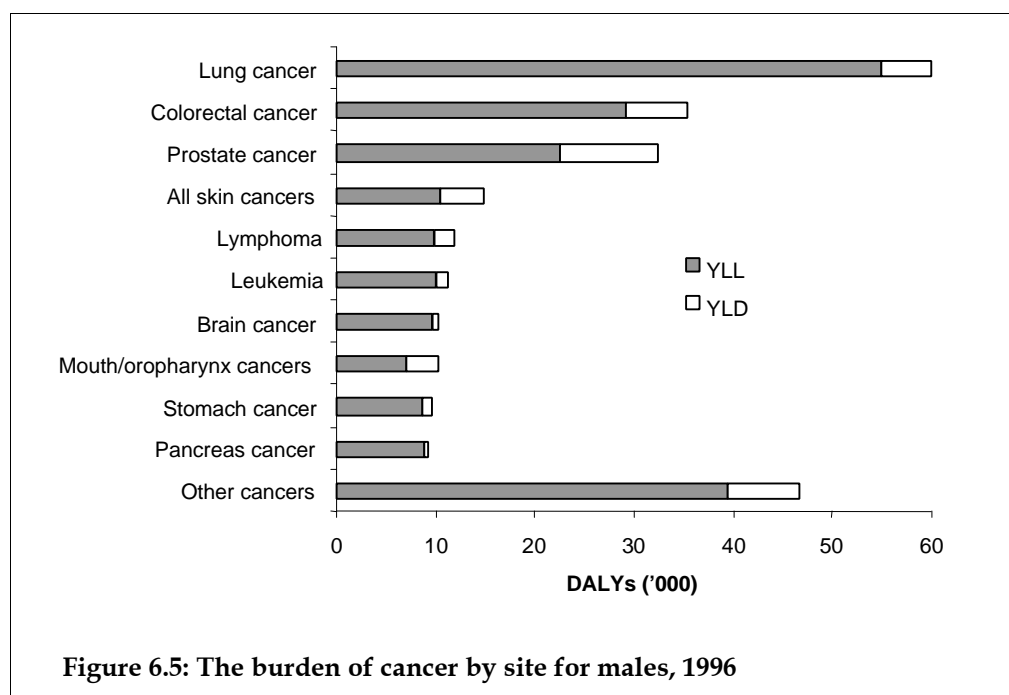 Lung cancer
Colorectal cancer
Prostate cancer
All skin cancers
Lymphoma
Leukemia
Brain cancer
Mouth/oropharynx cancers
Stomach cancer
Pancreas cancer
Other cancers
YLL
YLD
0 10 20 30 40 50 60
DALYs ('000)
Figure 6.5: The burden of cancer by site for males, 1996